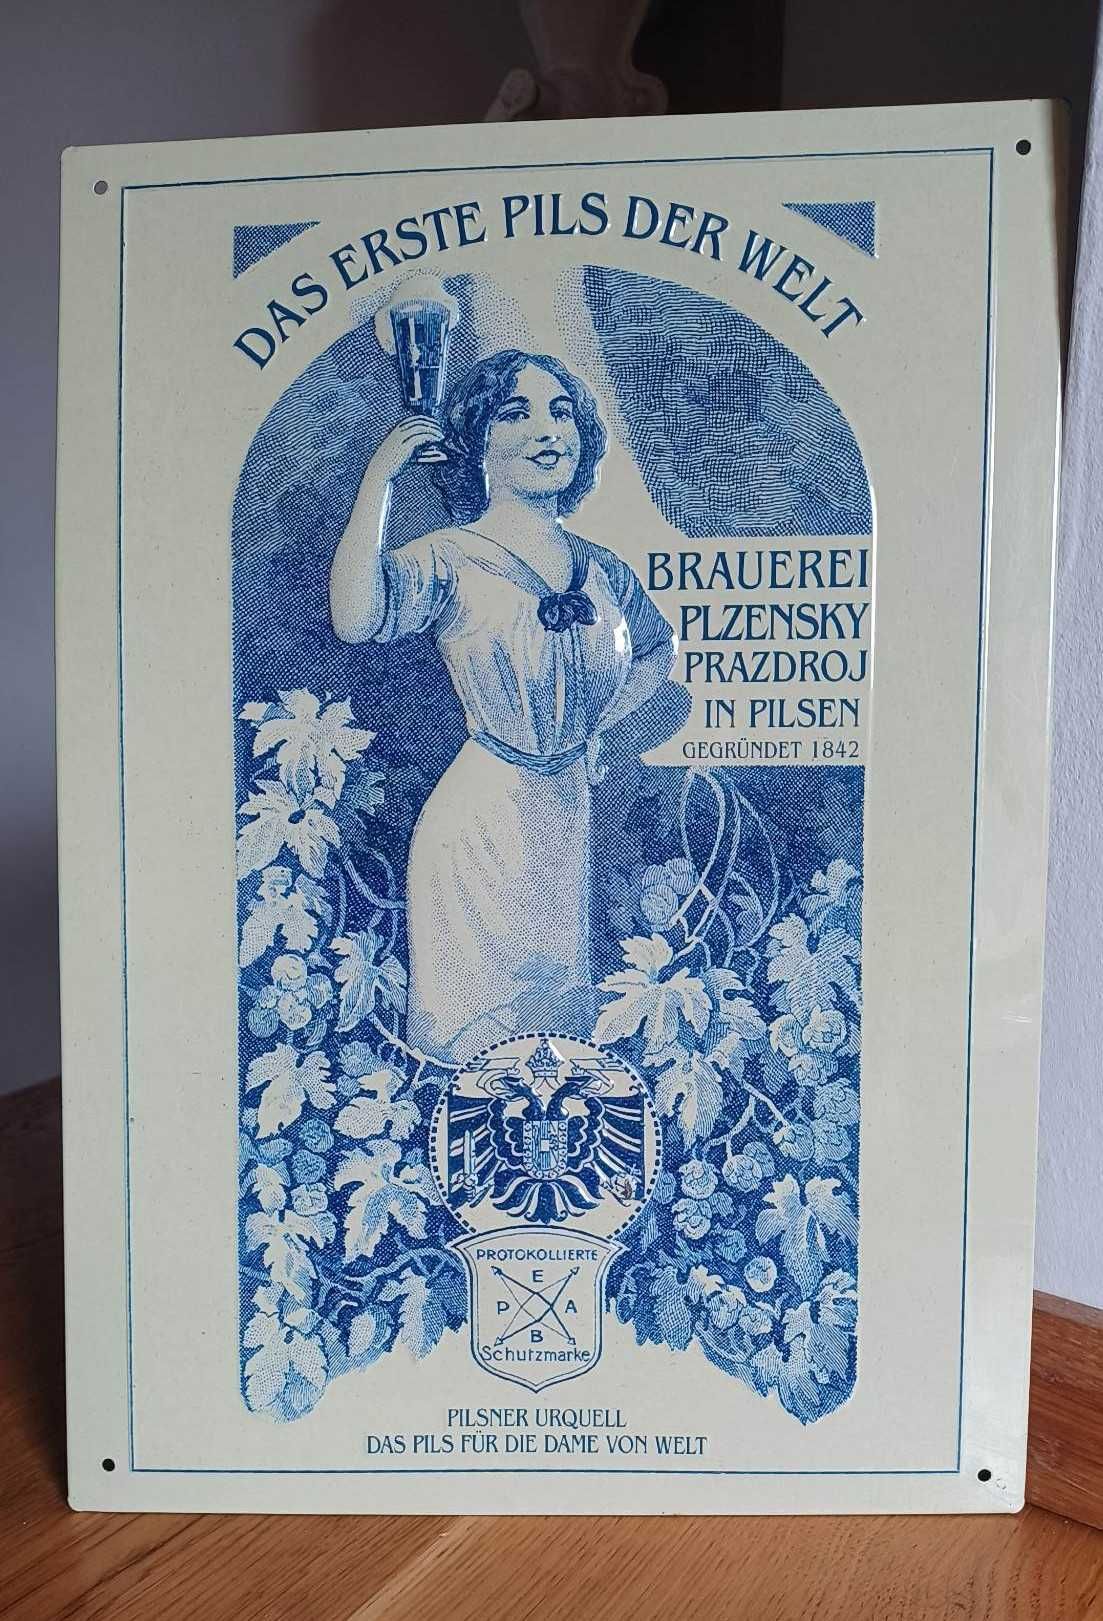 DAS ERSTE PILS DER WELT
BRAUEREI
PLZENSKY
PRAZDROJ
IN PILSEN
GEGRÜNDET 1842
PROTOKOLLIERTE
E
P A
B
Schutzmarke
PILSNER URQUELL
DAS PILS FÜR DIE DAME VON WELT